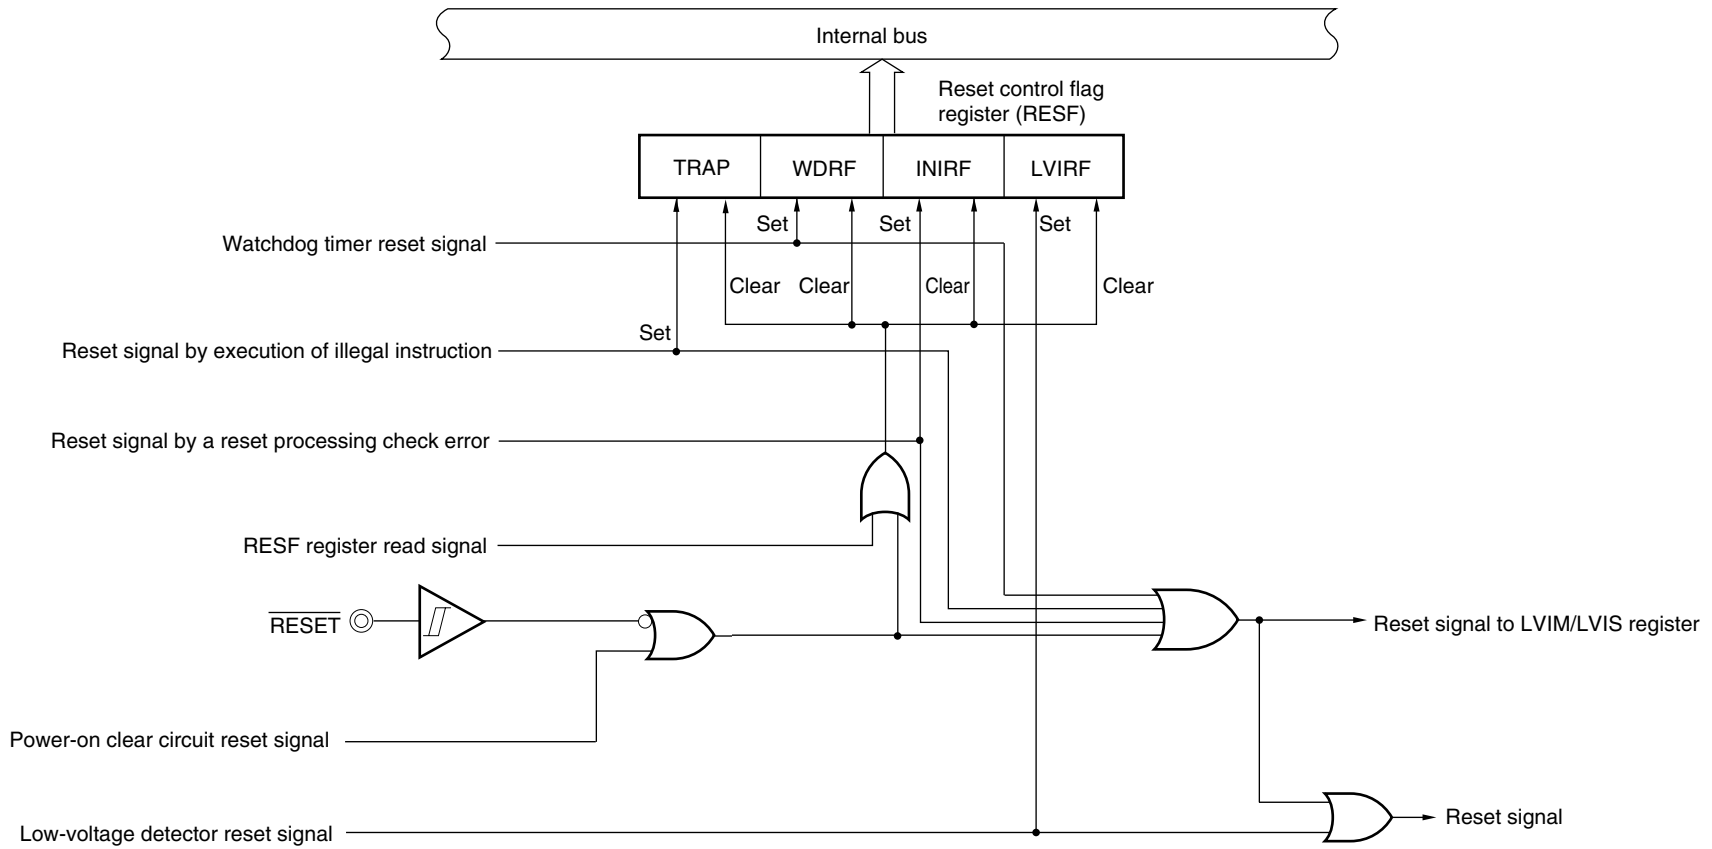 Internal bus
Reset control flag
register (RESF)
TRAP
WDRF
INIRF
LVIRF
Set
Set
Set
Watchdog timer reset signal
Clear
Clear
Clear
Clear
Set
Reset signal by execution of illegal instruction
Reset signal by a reset processing check error
RESF register read signal
RESET
Reset signal to LVIM/LVIS register
Power-on clear circuit reset signal
Reset signal
Low-voltage detector reset signal